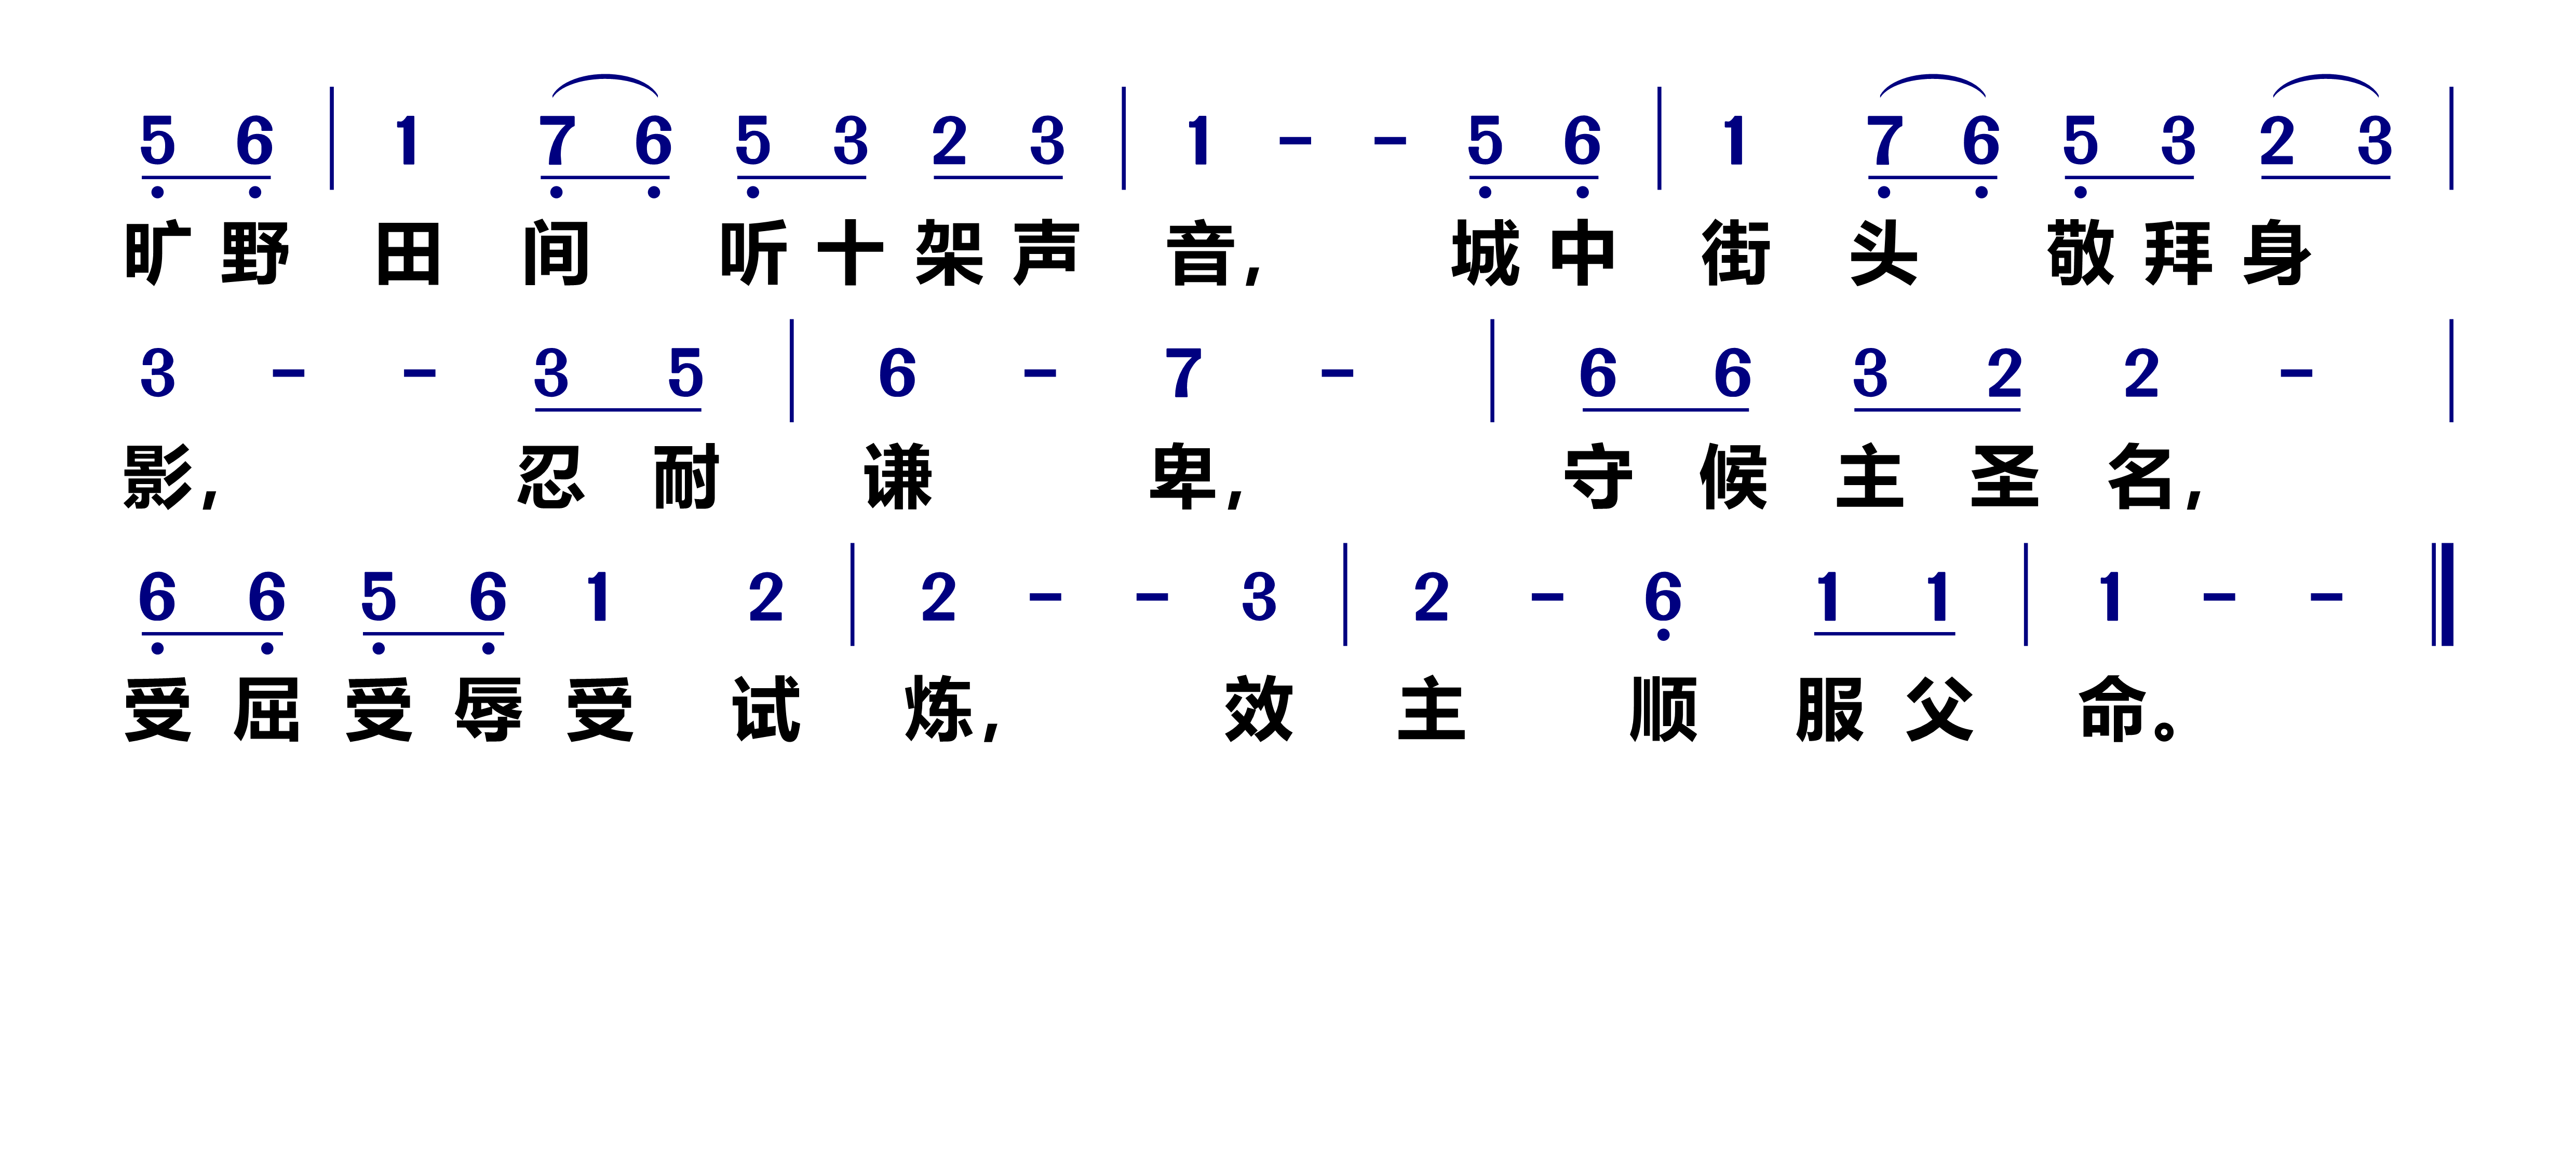 5 6 | 1 7 6 5 3 2 3 | 1 - - 5 6 | 1 7 6 5 3 2 3 |
旷野田间 听十架声音, 城中街头 敬拜身
3 - - 3 5 | 6 - 7 - | 6 6 3 2 2 - |
影, 忍耐谦卑, 守候主圣名,
6 6 5 6 1 2 | 2 - - 3 | 2 - 6 1 1 | 1 - - ‖
受屈受辱受试炼, 效主顺服父命。